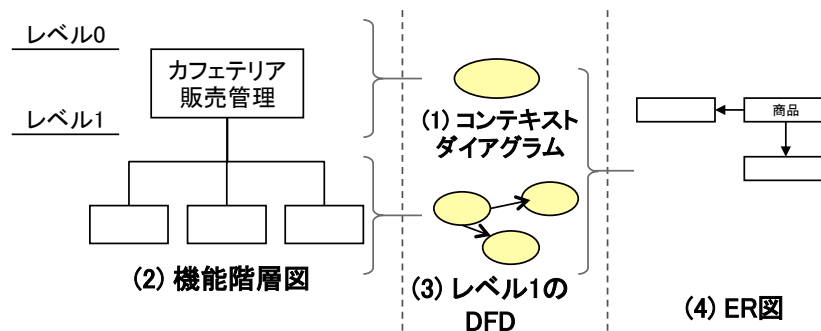 レベル0
カフェテリア
販売管理
レベル1
(2) 機能階層図
(1) コンテキスト
ダイアグラム
(3) レベル1の
DFD
商品
(4) ER図